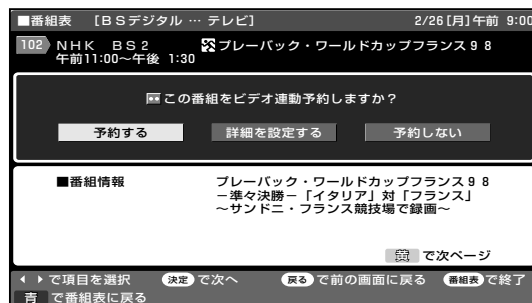 ■番組表 [BSデジタル … テレビ] 2/26[月]午前 9:00
102 NHK BS2 プレーバック・ワールドカップフランス98
午前11:00～午後 1:30
この番組をビデオ連動予約しますか？
予約する 詳細を設定する 予約しない
■番組情報 プレーバック・ワールドカップフランス98
－準々決勝－「イタリア」対「フランス」
～サンドニ・フランス競技場で録画～
黄 で次ページ
で項目を選択 決定 で次へ 戻る で前の画面に戻る 番組表 で終了
青 で番組表に戻る